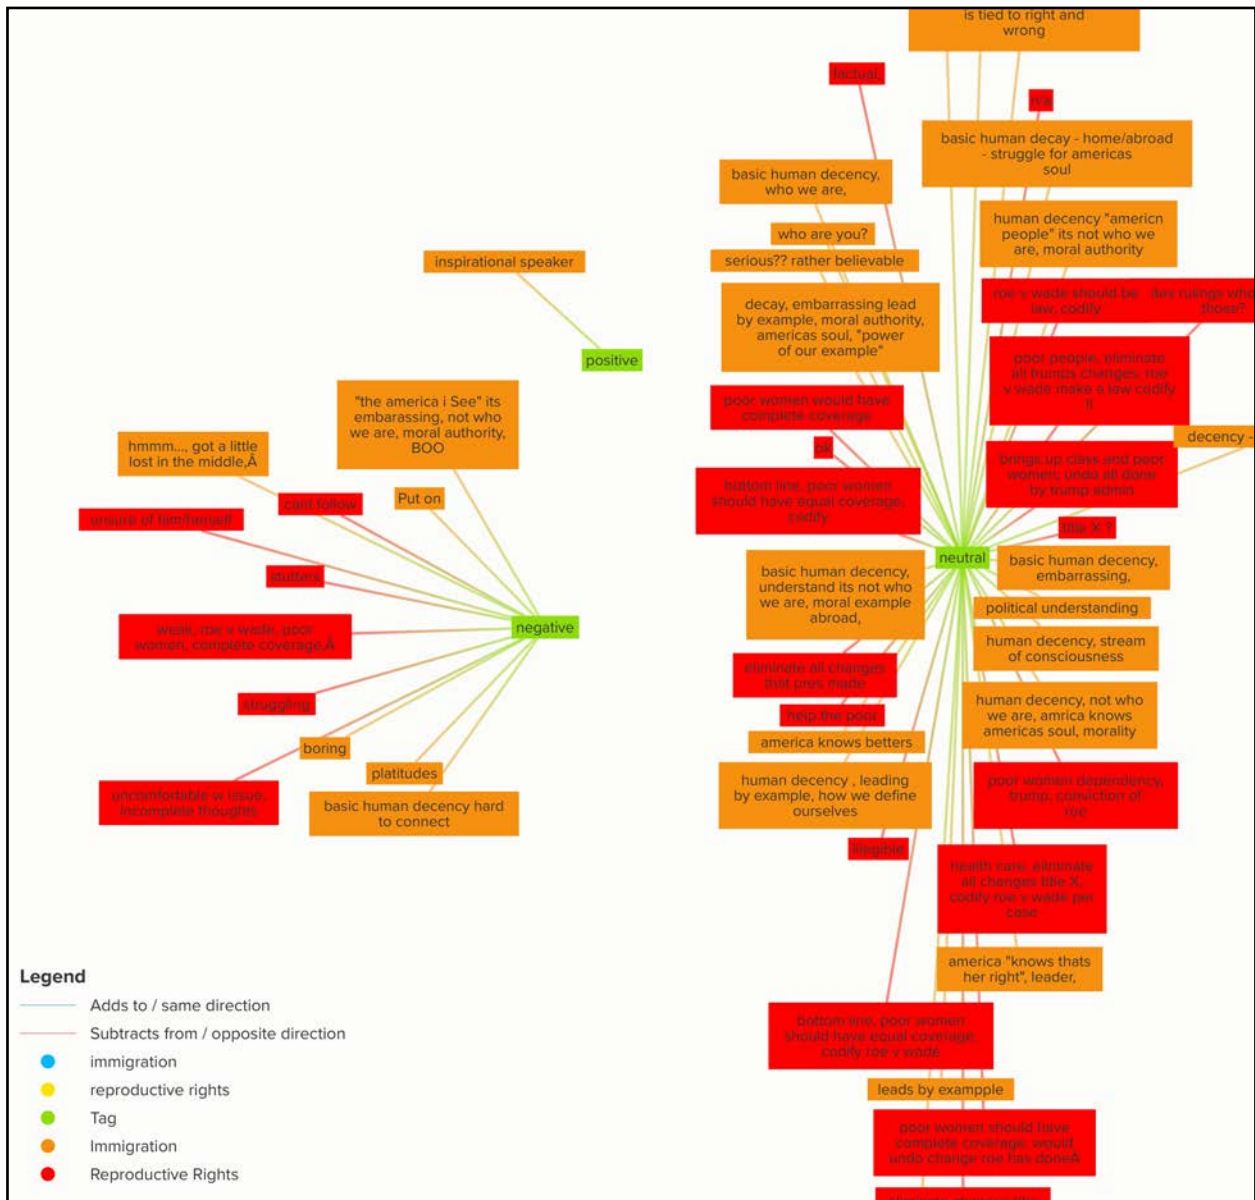 is tied to right and
wrong
factual,
n/a
basic human decay - home/abroad
- struggle for americas
soul
basic human decency,
who we are,
human decency "americn
people" its not who we
are, moral authority
who are you?
serious?? rather believable
inspirational speaker
decay, embarrassing lead
by example, moral authority,
americas soul, "power
of our example"
roe v wade should be
law, codify
ites rulings who
those?
positive
poor people, eliminate
all trumps changes, roe
v wade make a law codify
it
"the america i See" its
embarassing, not who
we are, moral authority,
BOO
poor women would have
complete coverage
hmmm..., got a little
lost in the middle,Â
decency -
ok
brings up class and poor
women; undo all done
by trump admin
bottom line, poor women
should have equal coverage,
codify
cant follow
Put on
unsure of him/herself
title X ?
neutral
stutters
basic human decency,
understand its not who
we are, moral example
abroad,
basic human decency,
embarrassing,
political understanding
weak, roe v wade, poor
women, complete coverage,Â
negative
human decency, stream
of consciousness
eliminate all changes
that pres made
struggling
help the poor
human decency, not who
we are, amrica knows
americas soul, morality
boring
america knows betters
platitudes
uncomfortable w issue,
incomplete thoughts
basic human decency hard
to connect
human decency , leading
by example, how we define
ourselves
poor women dependency,
trump, conviction of
roe
illegible
health care, eliminate
all changes title X,
codify roe v wade per
case
america "knows thats
her right", leader,
bottom line, poor women
should have equal coverage,
codify roe v wade
leads by exampple
poor women should have
complete coverage, would
undo change roe has doneÂ
Legend
Adds to / same direction
Subtracts from / opposite direction
immigration
reproductive rights
Tag
Immigration
Reproductive Rights